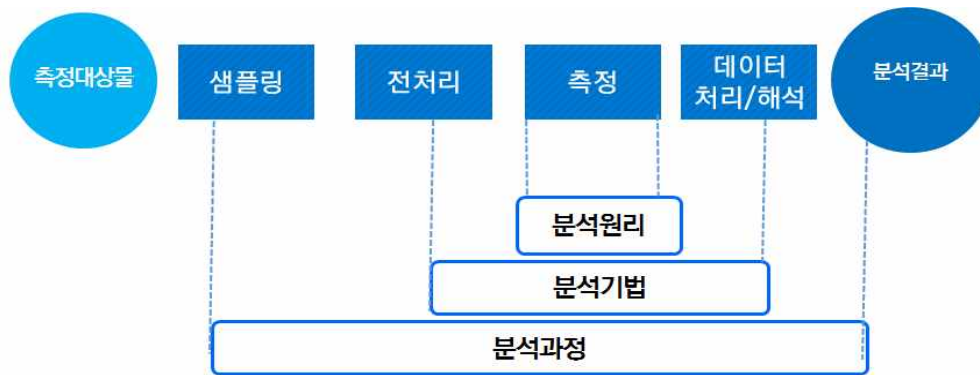 측정대상물
샘플링
전처리
측정
데이터
처리/해석
분석결과
분석원리
분석기법
분석과정